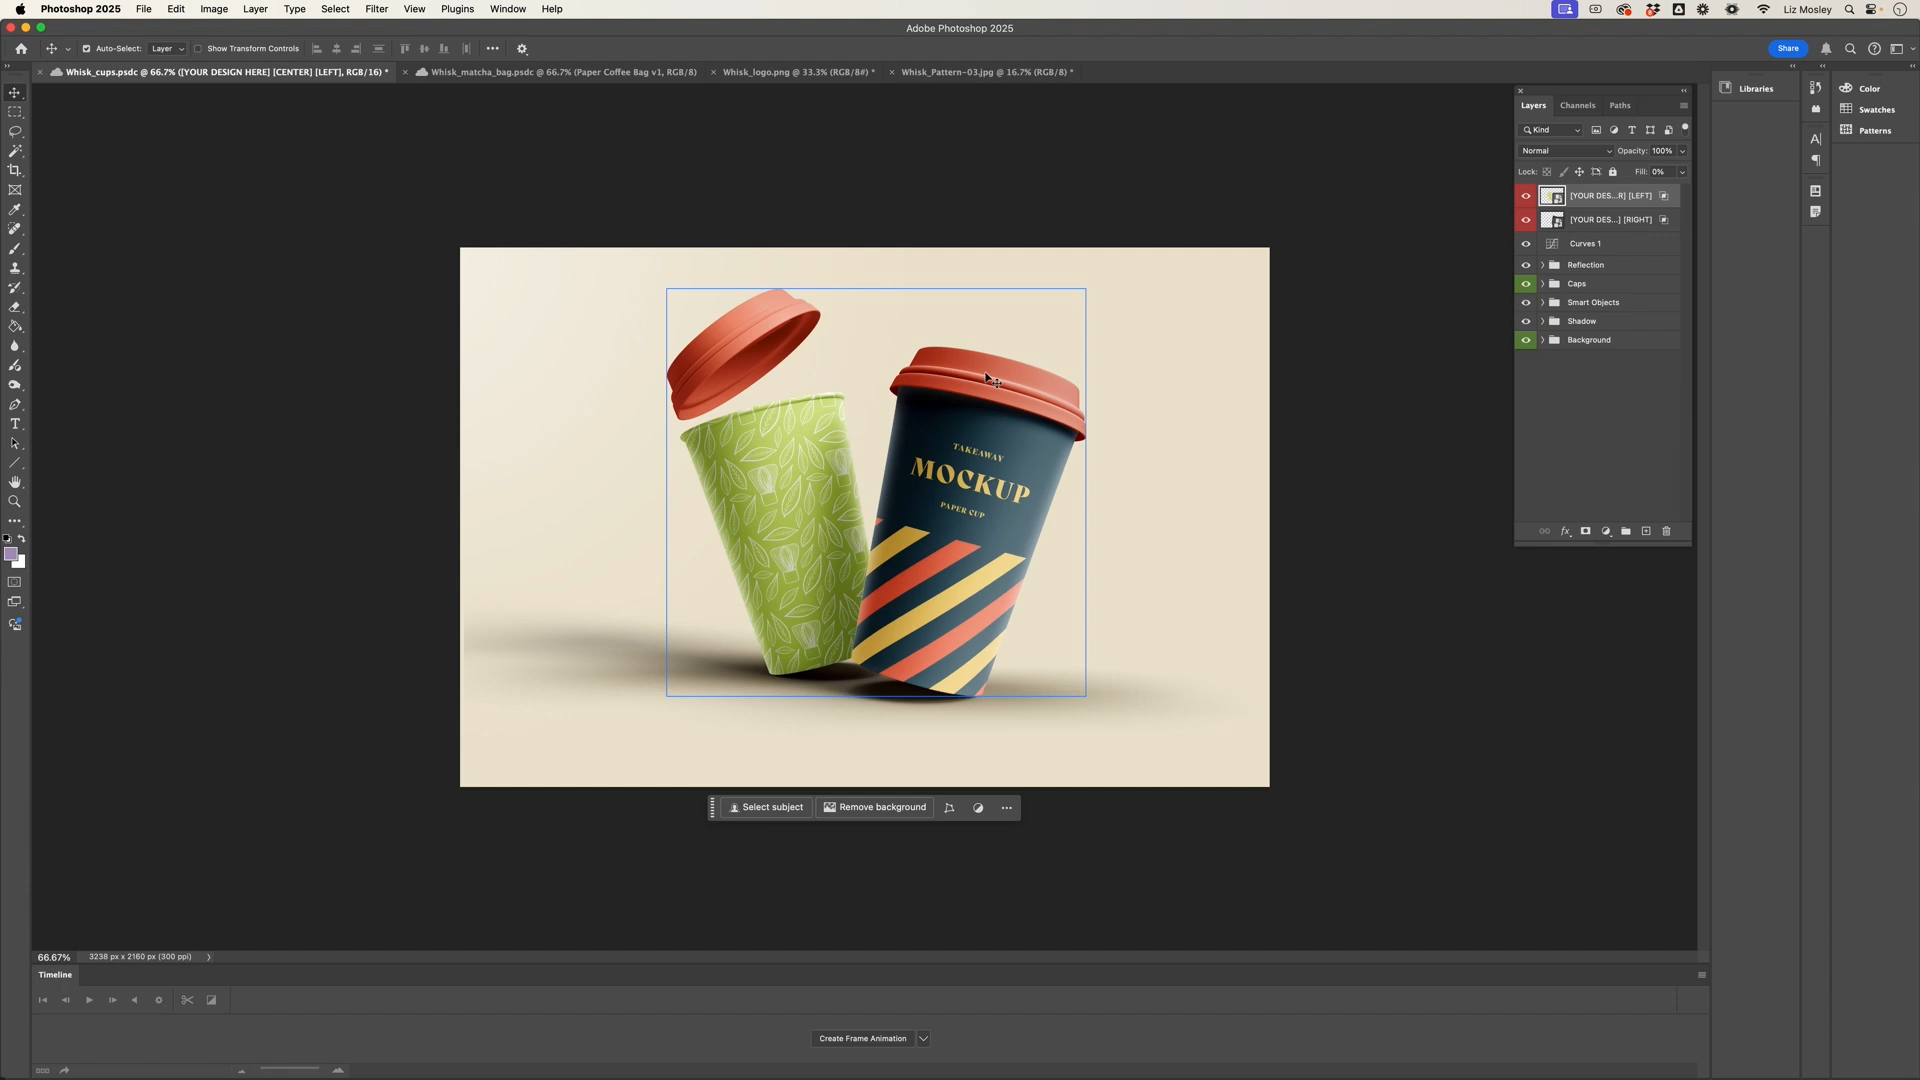 Photoshop 2025 File Edit Image Layer Type Select Filter View Plugins Window Help Liz Mosley
Adobe Photoshop 2025
Auto-Select: Layer Show Transform Controls Share
Whisk_cups.psdc @ 66.7% ([YOUR DESIGN HERE] [CENTER] [LEFT], RGB/16) * Whisk_matcha_bag.psdc @ 66.7% (Paper Coffee Bag v1, RGB/8) Whisk_logo.png @ 33.3% (RGB/8#) * Whisk_Pattern-03.jpg @ 16.7% (RGB/8) *
Layers Channels Paths
Kind
Normal Opacity: 100%
Lock: Fill: 0%
[YOUR DES...R] [LEFT]
[YOUR DES...] [RIGHT]
Curves 1
Reflection
Caps
Smart Objects
Shadow
Background
Libraries
Color
Swatches
Patterns
TAKEAWAY
MOCKUP
PAPER CUP
Select subject Remove background
66.67% 3238 px x 2160 px (300 ppi)
Timeline
Create Frame Animation